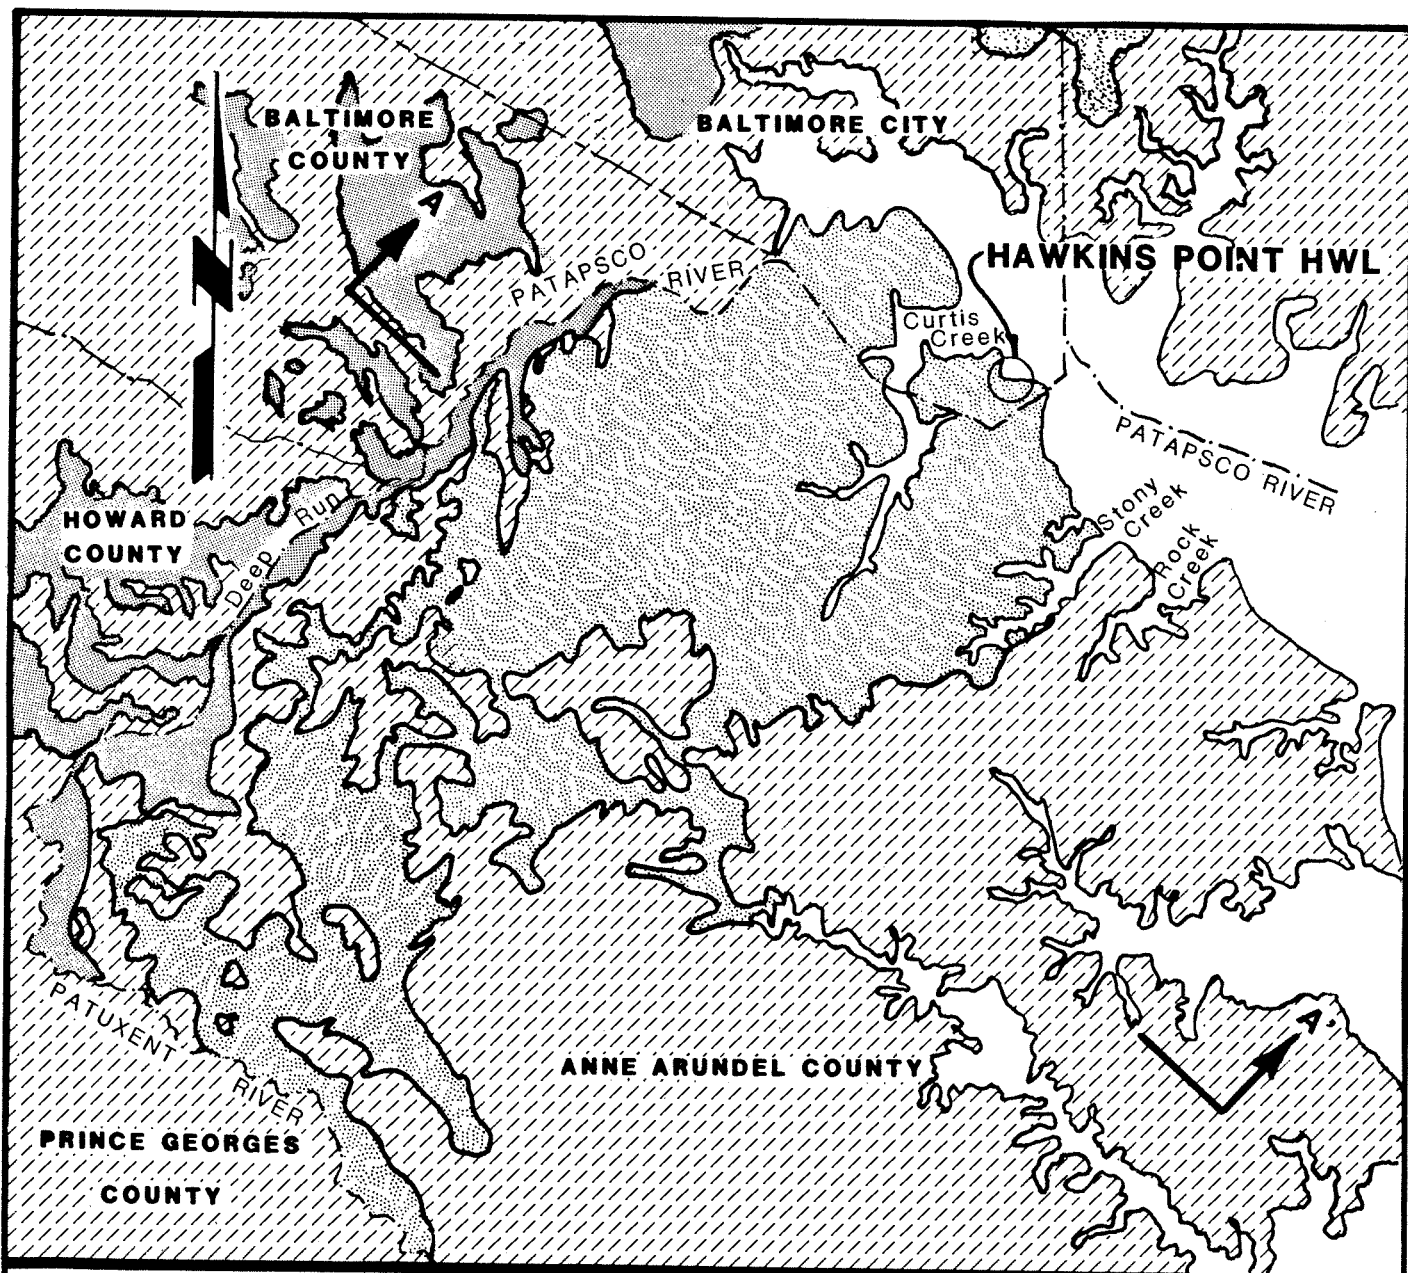 BALTIMORE
COUNTY
BALTIMORE CITY
A
HAWKINS POINT HWL
PATAPSCO RIVER
Curtis
Creek
PATAPSCO RIVER
Stony
Creek
Rock
Creek
HOWARD
COUNTY
Deep Run
PATUXENT RIVER
ANNE ARUNDEL COUNTY
A'
PRINCE GEORGES
COUNTY